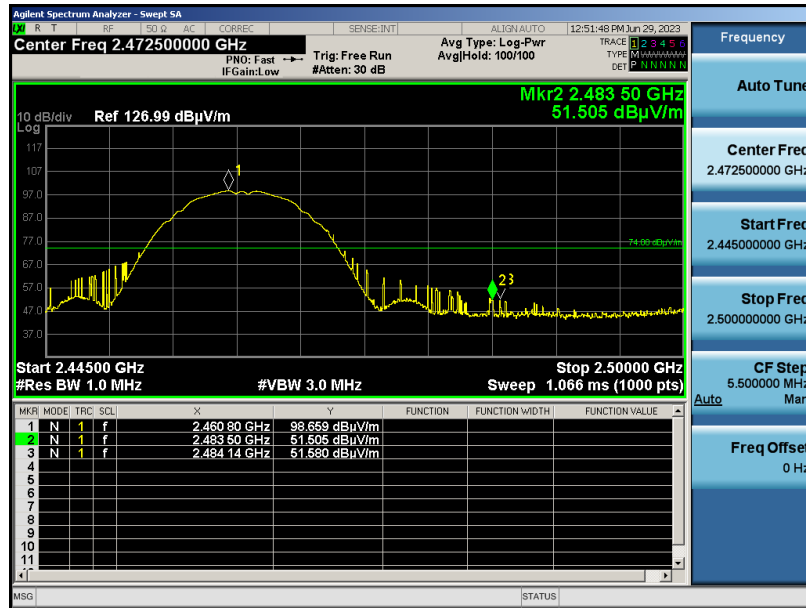 Agilent Spectrum Analyzer - Swept SA
LXI R T RF 50 Ω AC CORREC SENSE:INT ALIGN AUTO 12:51:48 PM Jun 29, 2023
Center Freq 2.472500000 GHz
PNO: Fast
IFGain:Low
Trig: Free Run
#Atten: 30 dB
Avg Type: Log-Pwr
Avg|Hold: 100/100
TRACE 1 2 3 4 5 6
TYPE M WWWWW
DET P N N N N N
Mkr2 2.483 50 GHz
51.505 dBµV/m
10 dB/div Ref 126.99 dBµV/m
Log
117
107
97.0
87.0
77.0
67.0
57.0
47.0
37.0
1
74.00 dBµV/m
2 3
Start 2.44500 GHz Stop 2.50000 GHz
#Res BW 1.0 MHz #VBW 3.0 MHz Sweep 1.066 ms (1000 pts)
MKR MODE TRC SCL X Y FUNCTION FUNCTION WIDTH FUNCTION VALUE
1 N 1 f 2.460 80 GHz 98.659 dBµV/m
2 N 1 f 2.483 50 GHz 51.505 dBµV/m
3 N 1 f 2.484 14 GHz 51.580 dBµV/m
4
5
6
7
8
9
10
11
MSG STATUS
Frequency
Auto Tune
Center Freq
2.472500000 GHz
Start Freq
2.445000000 GHz
Stop Freq
2.500000000 GHz
CF Step
5.500000 MHz
Auto Man
Freq Offset
0 Hz